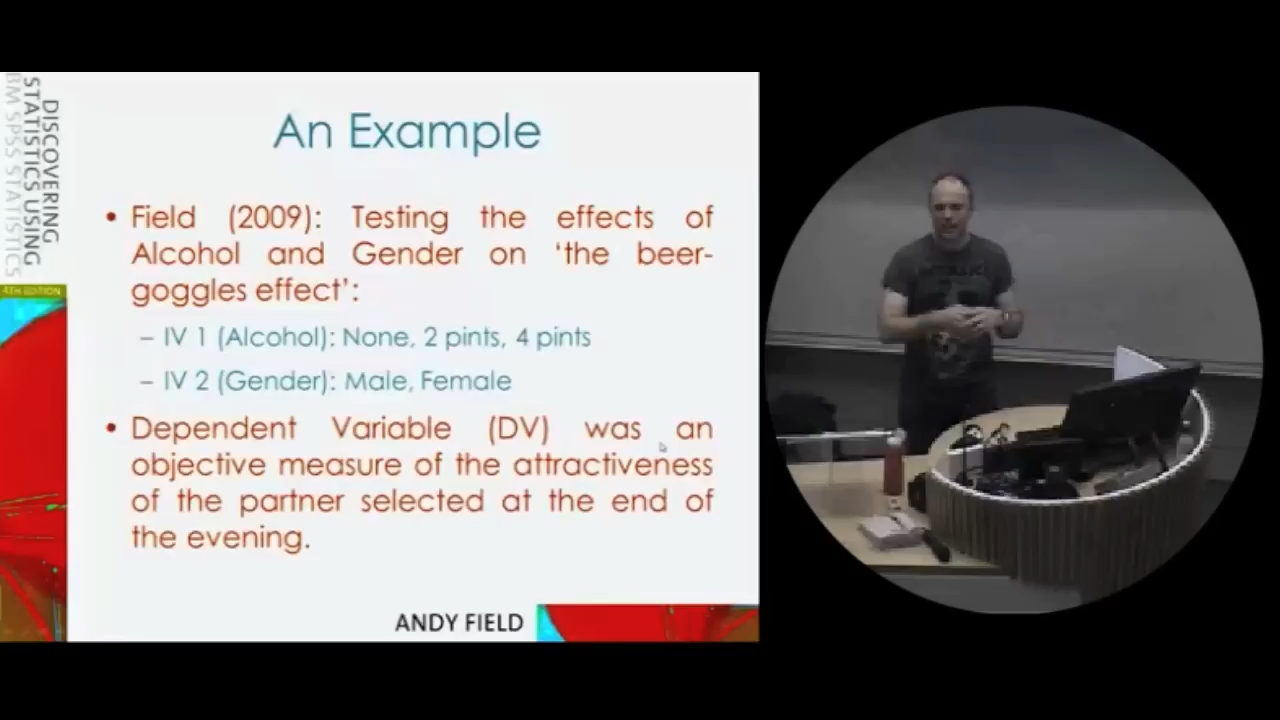 DISCOVERING
STATISTICS USING
IBM SPSS STATISTICS
4TH EDITION
An Example
• Field (2009): Testing the effects of
Alcohol and Gender on ‘the beer-
goggles effect’:
– IV 1 (Alcohol): None, 2 pints, 4 pints
– IV 2 (Gender): Male, Female
• Dependent Variable (DV) was an
objective measure of the attractiveness
of the partner selected at the end of
the evening.
ANDY FIELD